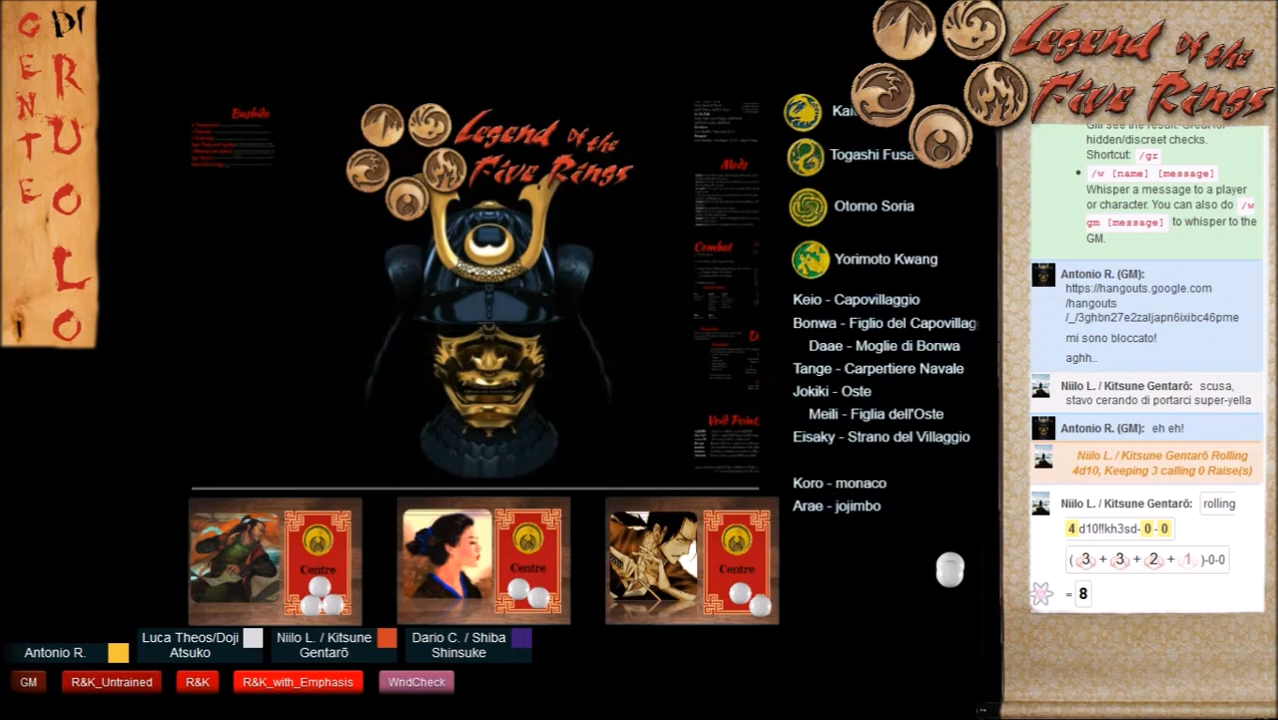 CENTE
DI
RUOLO
Bushido
Legend of the
Five Rings
Meds
Combat
Void Point
Centre
Centre
Centre
Togashi Fusa
Otomo Soria
Yorimoto Kwang
Keio - Capovillaggio
Bonwa - Figlio del Capovillag
Daae - Moglie di Bonwa
Tange - Carpertiere Navale
Jokiki - Oste
Meili - Figlia dell'Oste
Eisaky - Strano del Villaggio
Koro - monaco
Arae - jojimbo
Antonio R.
Luca Theos/Doji
Atsuko
Niilo L. / Kitsune
Gentarō
Dario C. / Shiba
Shinsuke
GM
R&K_Untrained
R&K
R&K_with_Emphasis
WndCheck
Legend of the
Five Rings
GM see the result. Great for
hidden/discreet checks.
Shortcut: /gr
• /w [name] [message]
Whisper a message to a player
or character. You can also do /w
gm [message] to whisper to the
GM.
Antonio R. (GM):
https://hangouts.google.com
/hangouts
/_/3ghbn27e2zaljapn6ixibc46pme
mi sono bloccato!
aghh..
Niilo L. / Kitsune Gentarō: scusa,
stavo cerando di portarci super-yella
Antonio R. (GM): eh eh!
Niilo L. / Kitsune Gentarō Rolling
4d10, Keeping 3 calling 0 Raise(s)
Niilo L. / Kitsune Gentarō: rolling
4 d10!!kh3sd-0-0
(3 + 3 + 2 + 1)-0-0
= 8